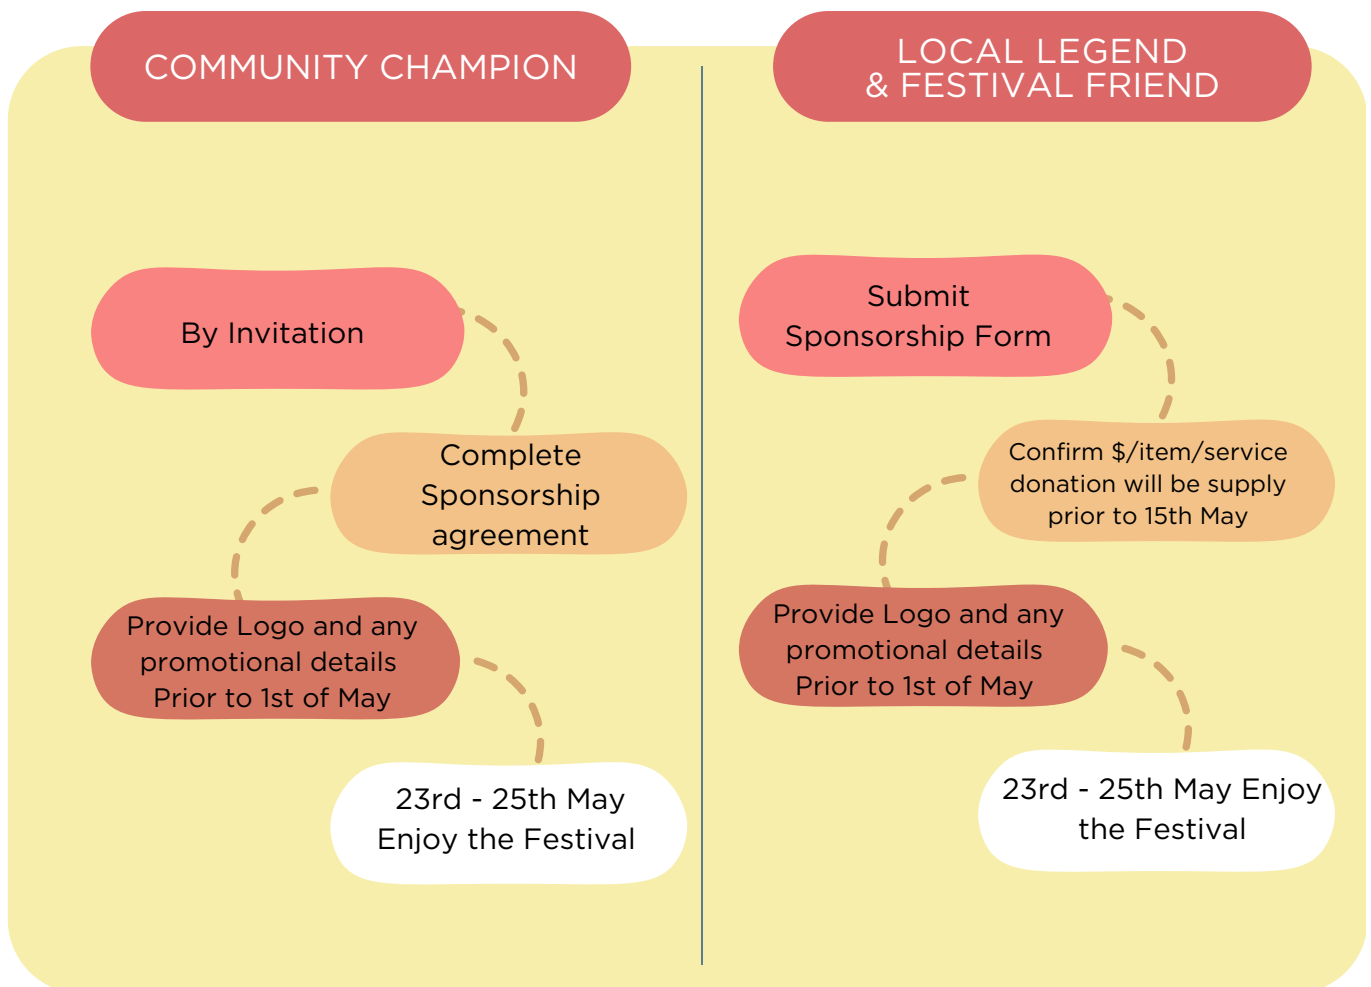 COMMUNITY CHAMPION
By Invitation
Complete
Sponsorship
agreement
Provide Logo and any
promotional details
Prior to 1st of May
23rd - 25th May
Enjoy the Festival
LOCAL LEGEND
& FESTIVAL FRIEND
Submit
Sponsorship Form
Confirm $/item/service
donation will be supply
prior to 15th May
Provide Logo and any
promotional details
Prior to 1st of May
23rd - 25th May Enjoy
the Festival